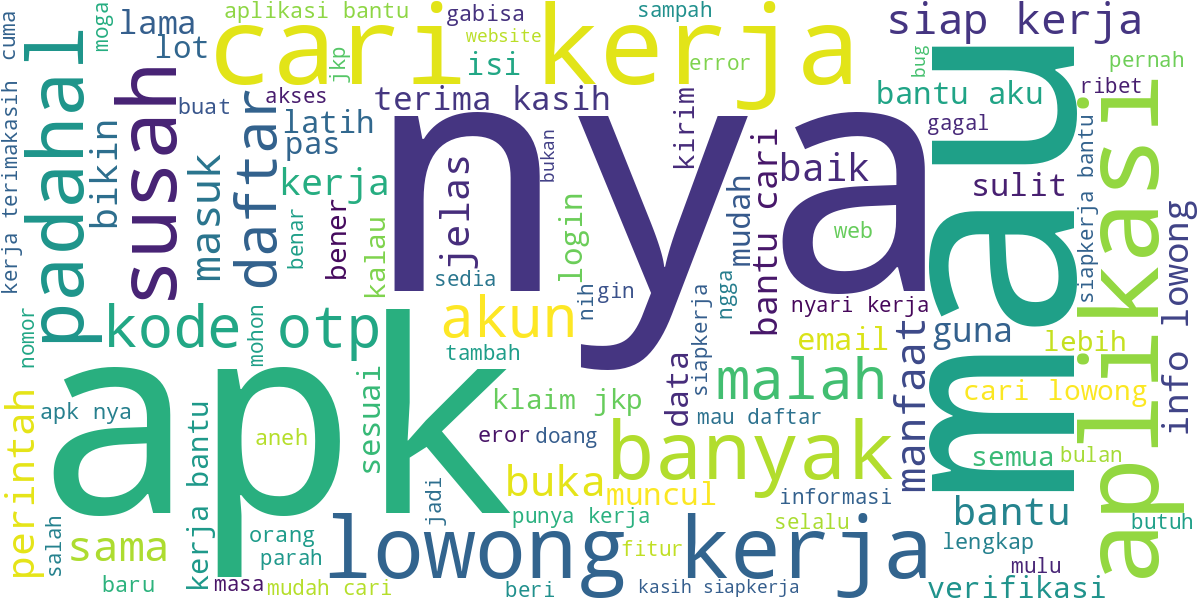 cuma
moga
lama
lot
aplikasi bantu
gabisa
website
sampah
siap kerja
cari kerja
jkp
isi
error
bug
pernah
padahal
susah
buat
akses
terima kasih
bantu aku
ribet
daftar
latih
pas
kirim
gagal
kerja terimakasih
bikin
masuk
kerja
jelas
bukan
nya
baik
sulit
mau
aplikasi
siapkerja bantu
benar
bener
kalau
login
mudah
bantu cari
web
sedia
nih
gin
siapkerja
ngga
nyari kerja
info lowong
nomor
kode otp
mohon
akun
tambah
email
guna
lebih
apk
apk nya
perintah
kerja bantu
aneh
sesuai
klaim jkp
data
malah
mau daftar
manfaat
cari lowong
eror
doang
banyak
semua
bulan
salah
sama
orang
parah
jadi
buka
muncul
punya kerja
informasi
selalu
bantu
butuh
lengkap
lowong kerja
fitur
baru
masa
mudah cari
beri
kasih siapkerja
mulu
verifikasi